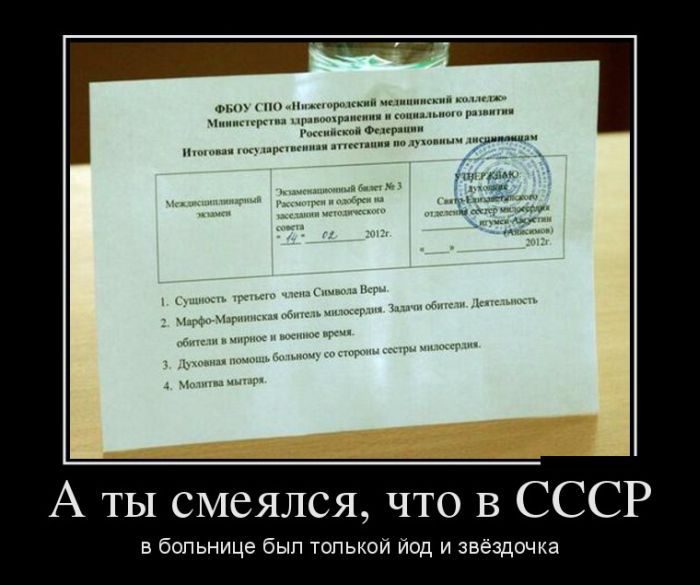 ФБОУ СПО «Нижегородский медицинский колледж»
Министерства здравоохранения и социального развития
Российской Федерации
Итоговая государственная аттестация по духовным дисциплинам
Междисциплинарный
экзамен
Экзаменационный билет № 3
Рассмотрен и одобрен на
заседании методического
совета
"14" 02 2012г.
УТВЕРЖДАЮ:
духовник
Свято-Елизаветинского
отделения сестер милосердия
игумен Августин
(Анисимов)
«____»____________2012г.
1. Сущность третьего члена Символа Веры.
2. Марфо-Мариинская обитель милосердия. Задачи обители. Деятельность
обители в мирное и военное время.
3. Духовная помощь больному со стороны сестры милосердия.
4. Молитва мытаря.
А ты смеялся, что в СССР
в больнице был толькой йод и звёздочка